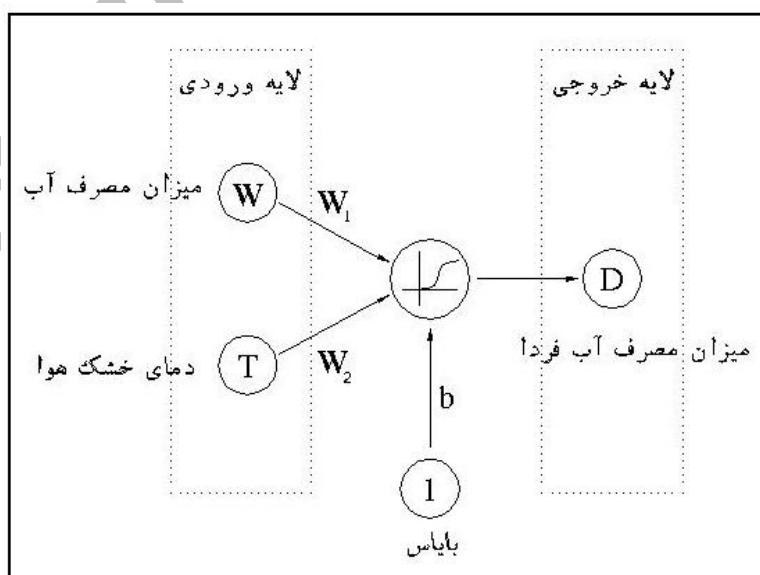 لایه خروجی
لایه ورودی
میزان مصرف آب
W
W1
D
میزان مصرف آب فردا
دمای خشک هوا
T
W2
b
1
بایاس